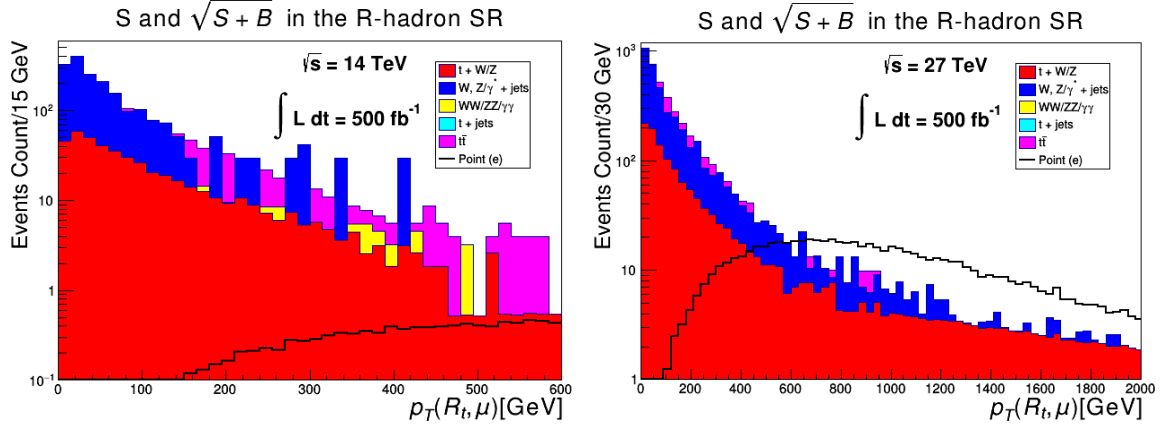 S and √S + B in the R-hadron SR
Events Count/15 GeV
10²
10
1
10⁻¹
√s = 14 TeV
∫ L dt = 500 fb⁻¹
t + W/Z
W, Z/γ* + jets
WW/ZZ/γγ
t + jets
tt̄
Point (e)
0 100 200 300 400 500 600
p_T(R_t, μ)[GeV]
S and √S + B in the R-hadron SR
Events Count/30 GeV
10³
10²
10
1
√s = 27 TeV
∫ L dt = 500 fb⁻¹
t + W/Z
W, Z/γ* + jets
WW/ZZ/γγ
t + jets
tt̄
Point (e)
0 200 400 600 800 1000 1200 1400 1600 1800 2000
p_T(R_t, μ)[GeV]